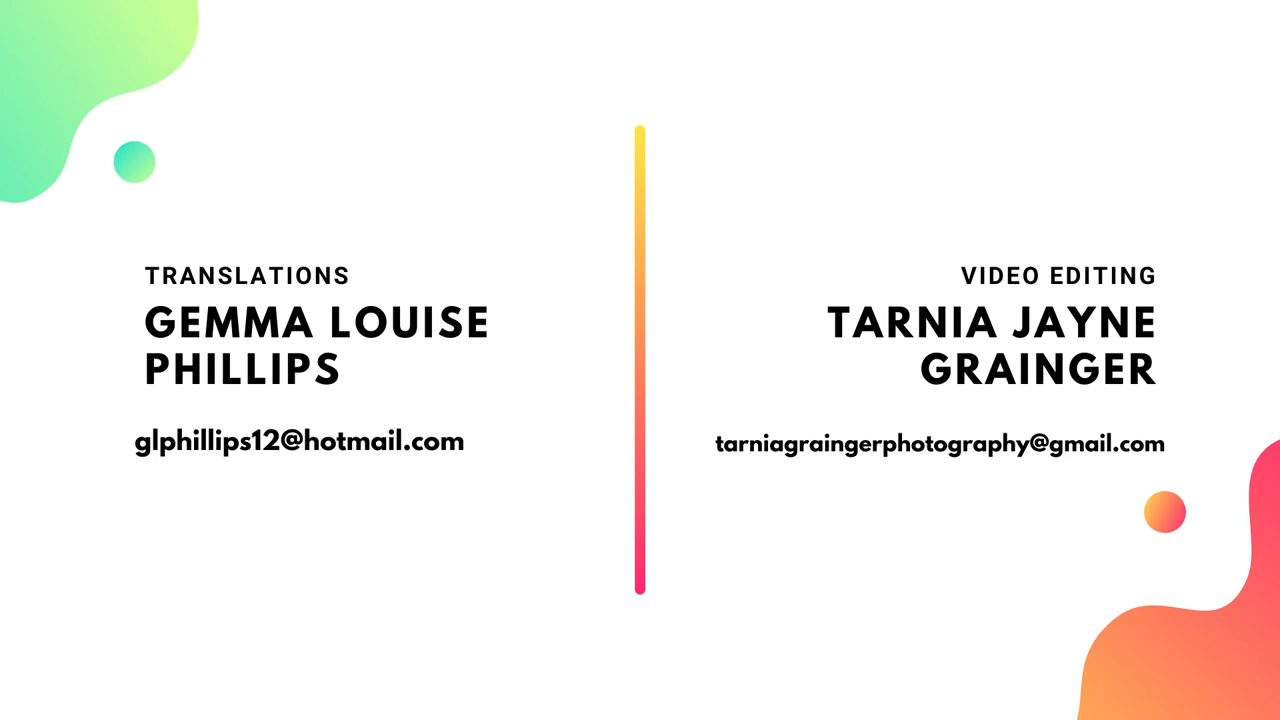 TRANSLATIONS
GEMMA LOUISE
PHILLIPS
glphillips12@hotmail.com
VIDEO EDITING
TARNIA JAYNE
GRAINGER
tarniagraingerphotography@gmail.com